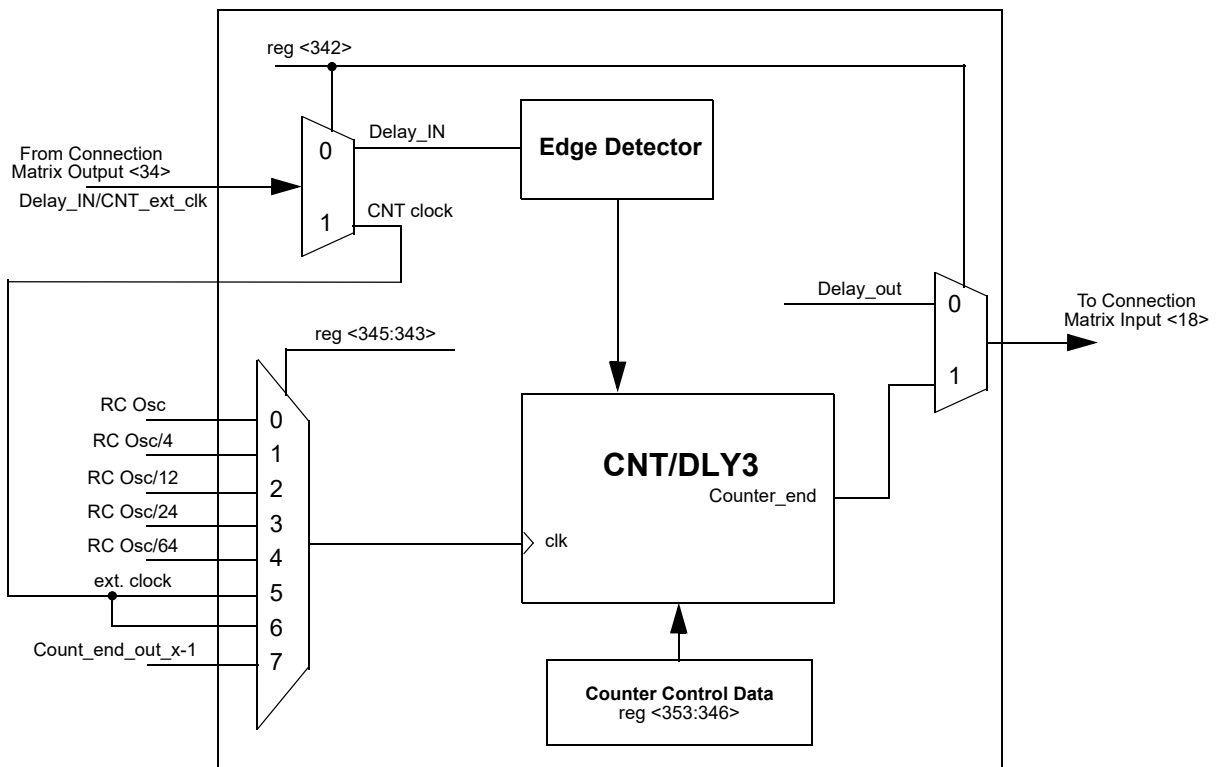 reg <342>
From Connection
Matrix Output <34>
Delay_IN/CNT_ext_clk
0
1
Delay_IN
CNT clock
Edge Detector
Delay_out
0
1
To Connection
Matrix Input <18>
reg <345:343>
RC Osc
RC Osc/4
RC Osc/12
RC Osc/24
RC Osc/64
ext. clock
Count_end_out_x-1
0
1
2
3
4
5
6
7
CNT/DLY3
Counter_end
clk
Counter Control Data
reg <353:346>